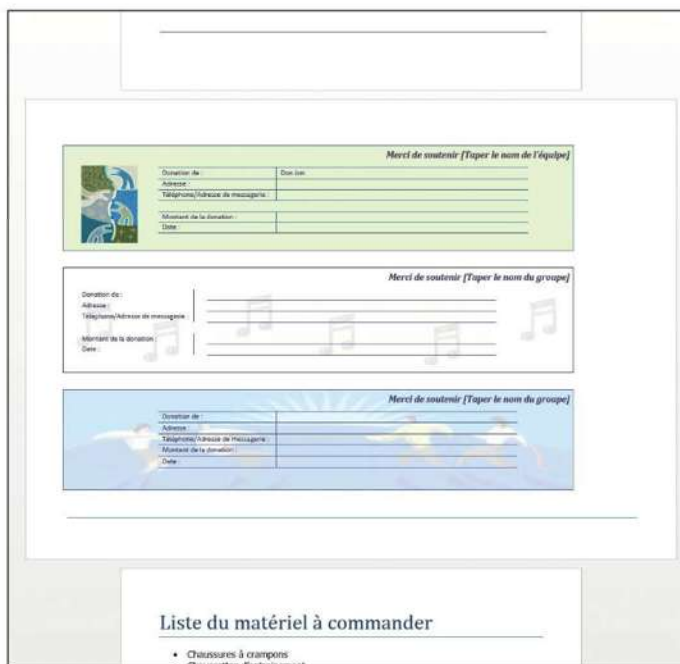 Merci de soutenir [Taper le nom de l'équipe]
Donation de : Don Jon
Adresse :
Téléphone/Adresse de messagerie :
Montant de la donation :
Date :
Merci de soutenir [Taper le nom du groupe]
Donation de :
Adresse :
Téléphone/Adresse de messagerie :
Montant de la donation :
Date :
Merci de soutenir [Taper le nom du groupe]
Donation de :
Adresse :
Téléphone/Adresse de messagerie :
Montant de la donation :
Date :
Liste du matériel à commander
• Chaussures à crampons